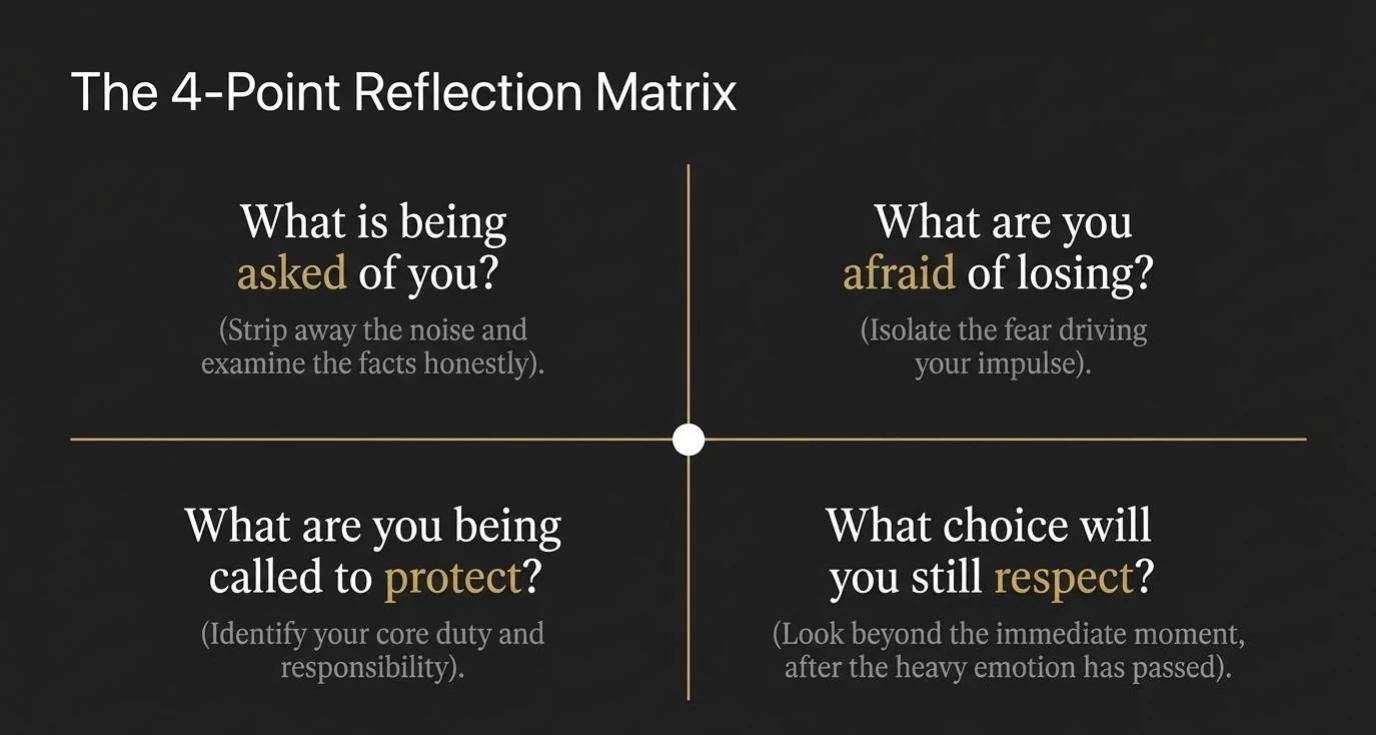 The 4-Point Reflection Matrix
What is being
asked of you?
(Strip away the noise and
examine the facts honestly).
What are you
afraid of losing?
(Isolate the fear driving
your impulse).
What are you being
called to protect?
(Identify your core duty and
responsibility).
What choice will
you still respect?
(Look beyond the immediate moment,
after the heavy emotion has passed).